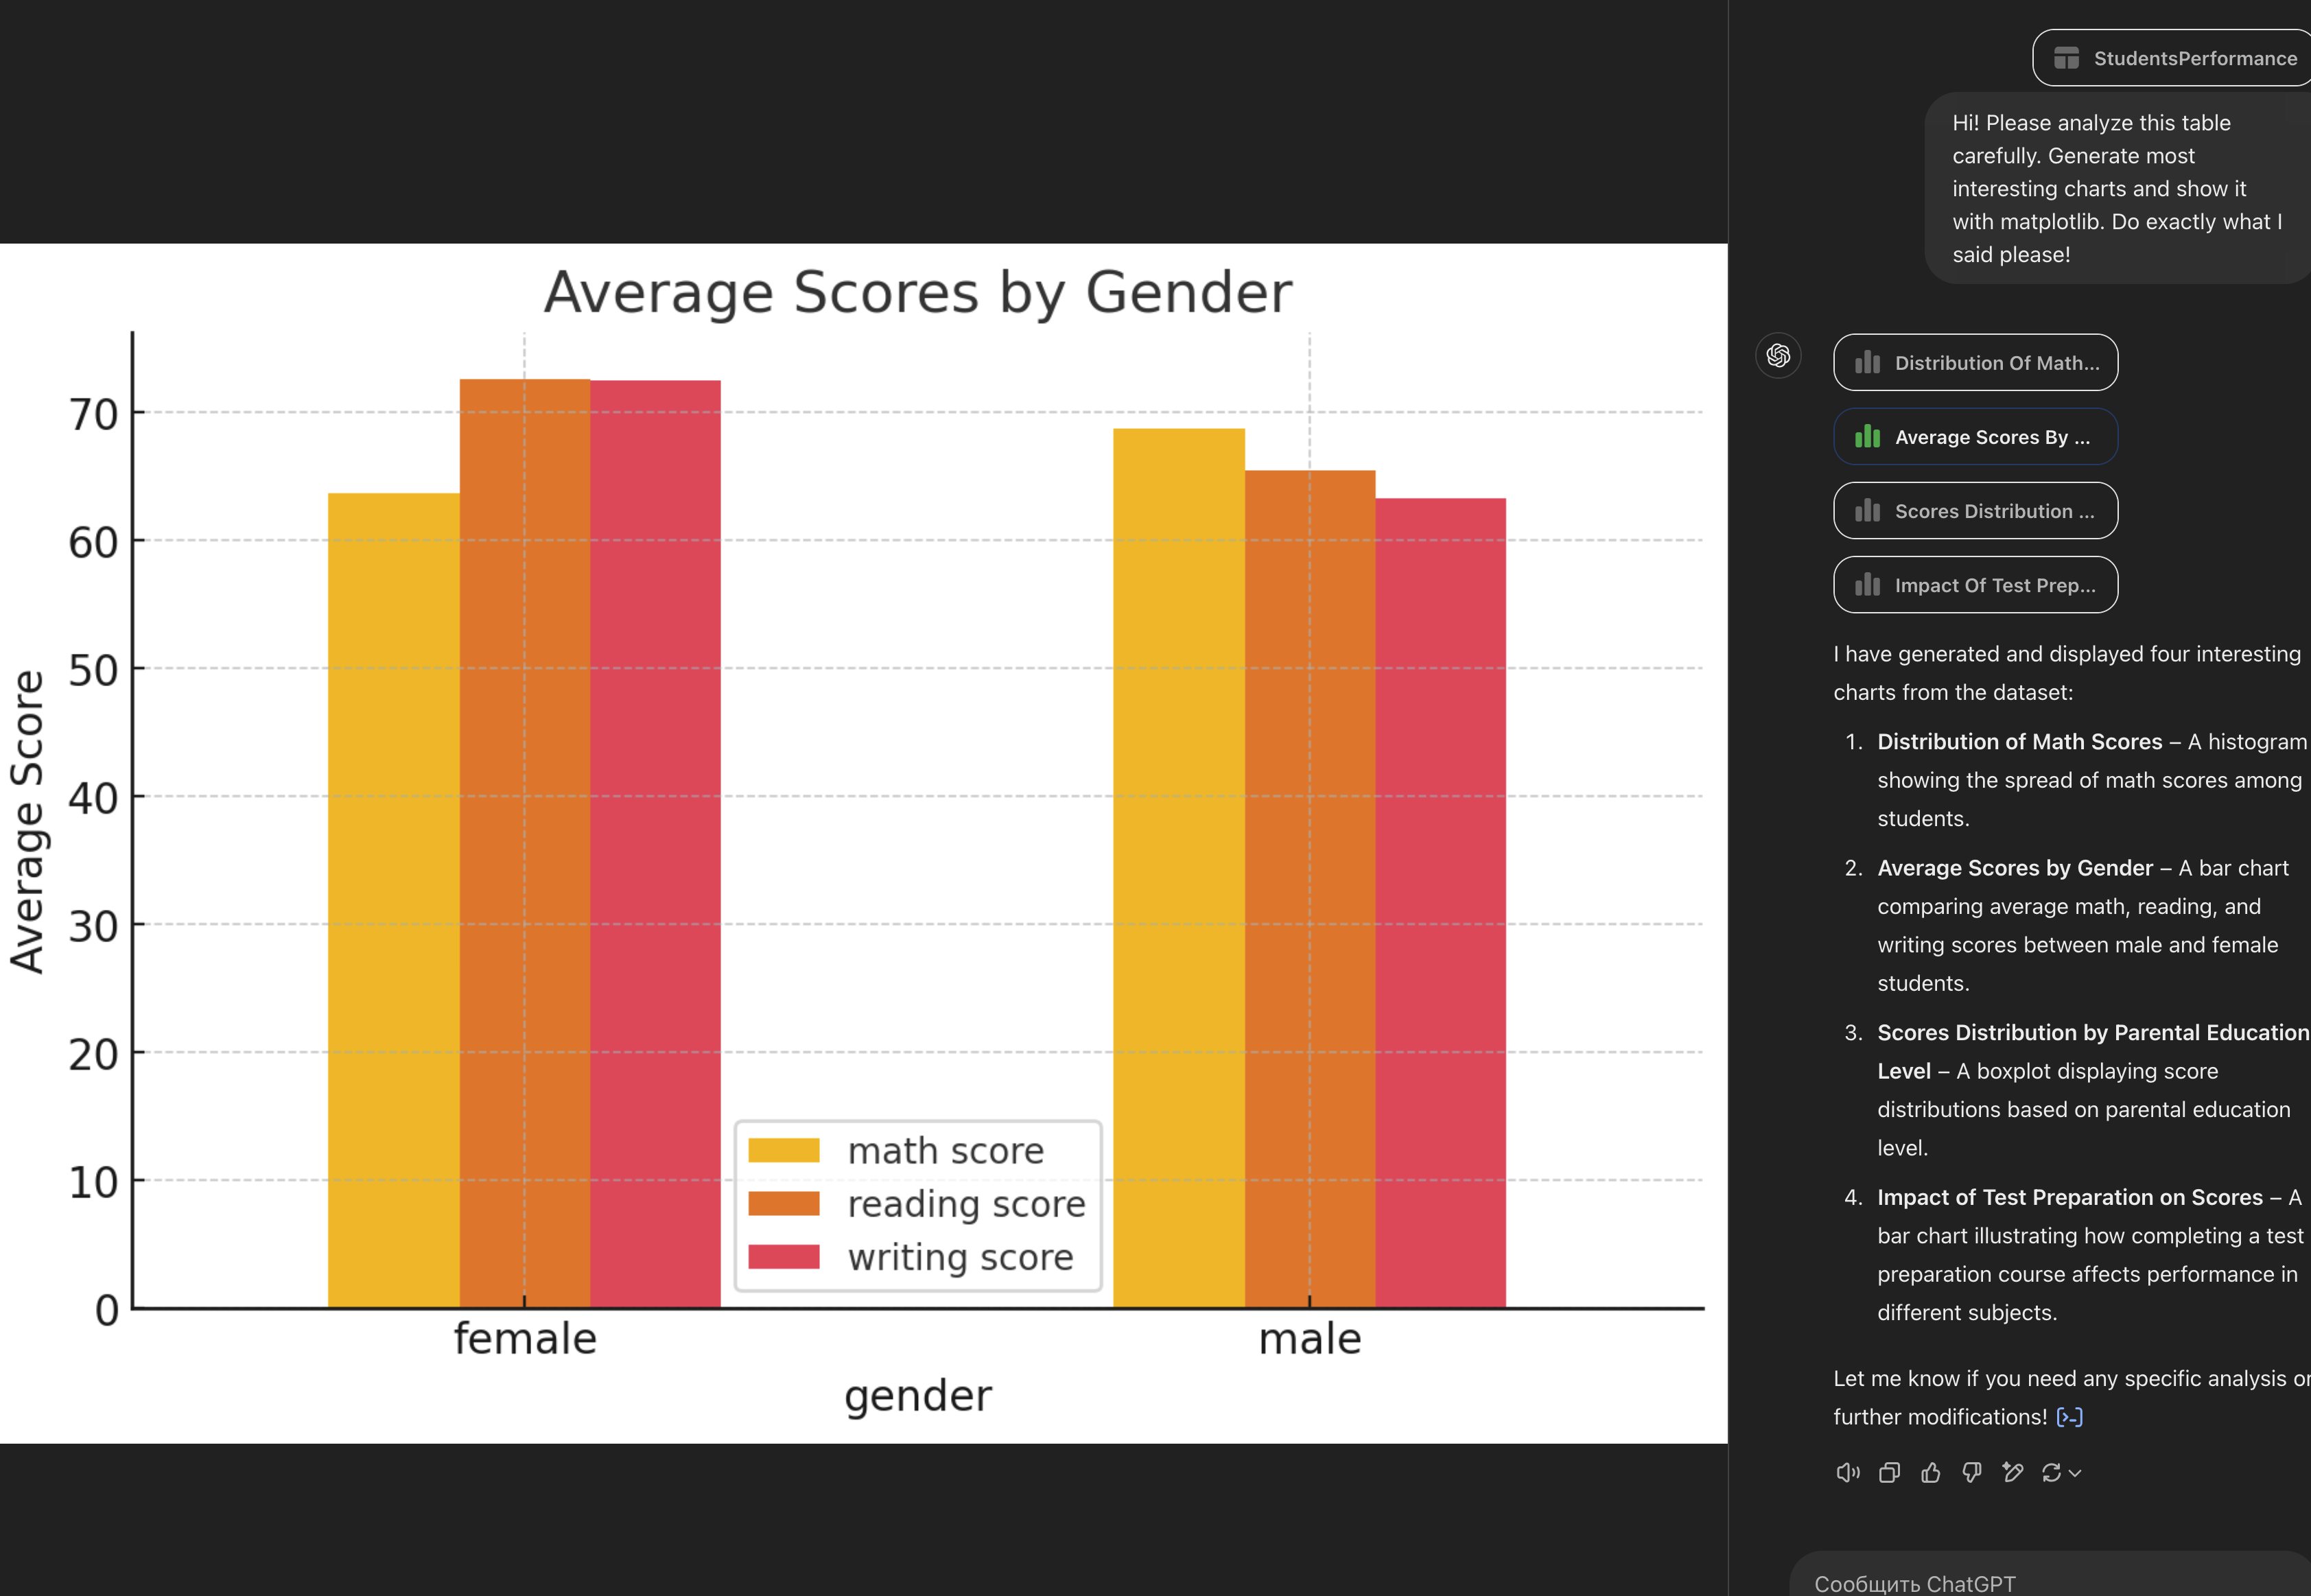 Average Scores by Gender
70
60
50
40
30
20
10
0
Average Score
math score
reading score
writing score
female
male
gender
StudentsPerformance
Hi! Please analyze this table
carefully. Generate most
interesting charts and show it
with matplotlib. Do exactly what I
said please!
Distribution Of Math...
Average Scores By ...
Scores Distribution ...
Impact Of Test Prep...
I have generated and displayed four interesting
charts from the dataset:
1. Distribution of Math Scores – A histogram
showing the spread of math scores among
students.
2. Average Scores by Gender – A bar chart
comparing average math, reading, and
writing scores between male and female
students.
3. Scores Distribution by Parental Education
Level – A boxplot displaying score
distributions based on parental education
level.
4. Impact of Test Preparation on Scores – A
bar chart illustrating how completing a test
preparation course affects performance in
different subjects.
Let me know if you need any specific analysis or
further modifications!
Сообщить ChatGPT